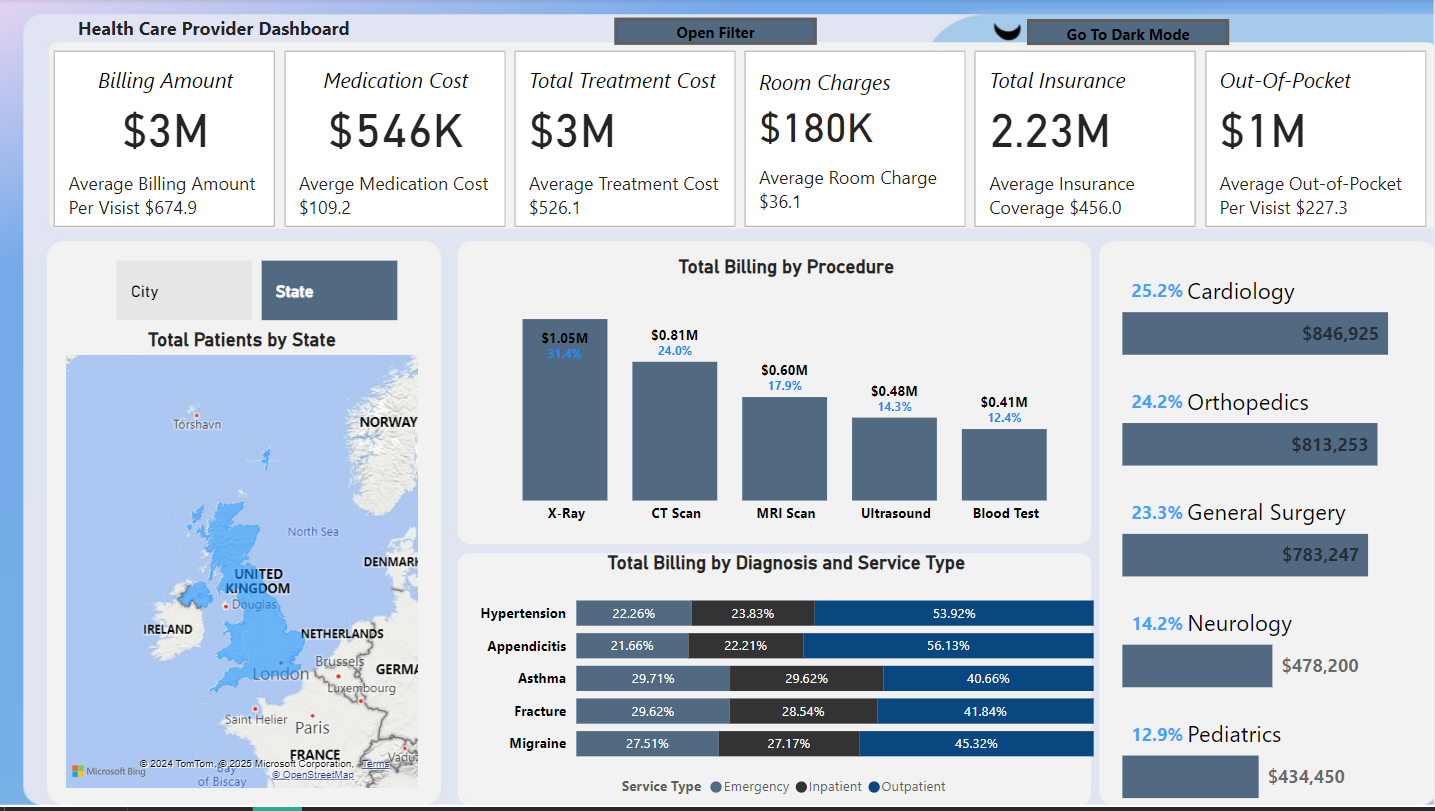 Health Care Provider Dashboard
Open Filter
Go To Dark Mode
Billing Amount
$3M
Average Billing Amount
Per Visist $674.9
Medication Cost
$546K
Averge Medication Cost
$109.2
Total Treatment Cost
$3M
Average Treatment Cost
$526.1
Room Charges
$180K
Average Room Charge
$36.1
Total Insurance
2.23M
Average Insurance
Coverage $456.0
Out-Of-Pocket
$1M
Average Out-of-Pocket
Per Visist $227.3
City
State
Total Patients by State
Tórshavn
NORWAY
North Sea
DENMARK
UNITED
KINGDOM
Douglas
IRELAND
NETHERLANDS
Brussels
GERMA
London
Luxembourg
Saint Helier
Paris
FRANCE
Vadu
Bay
of Biscay
Microsoft Bing
© 2024 TomTom, © 2025 Microsoft Corporation, Terms
© OpenStreetMap
Total Billing by Procedure
$1.05M
31.4%
$0.81M
24.0%
$0.60M
17.9%
$0.48M
14.3%
$0.41M
12.4%
X-Ray
CT Scan
MRI Scan
Ultrasound
Blood Test
Total Billing by Diagnosis and Service Type
Hypertension 22.26% 23.83% 53.92%
Appendicitis 21.66% 22.21% 56.13%
Asthma 29.71% 29.62% 40.66%
Fracture 29.62% 28.54% 41.84%
Migraine 27.51% 27.17% 45.32%
Service Type Emergency Inpatient Outpatient
25.2% Cardiology
$846,925
24.2% Orthopedics
$813,253
23.3% General Surgery
$783,247
14.2% Neurology
$478,200
12.9% Pediatrics
$434,450